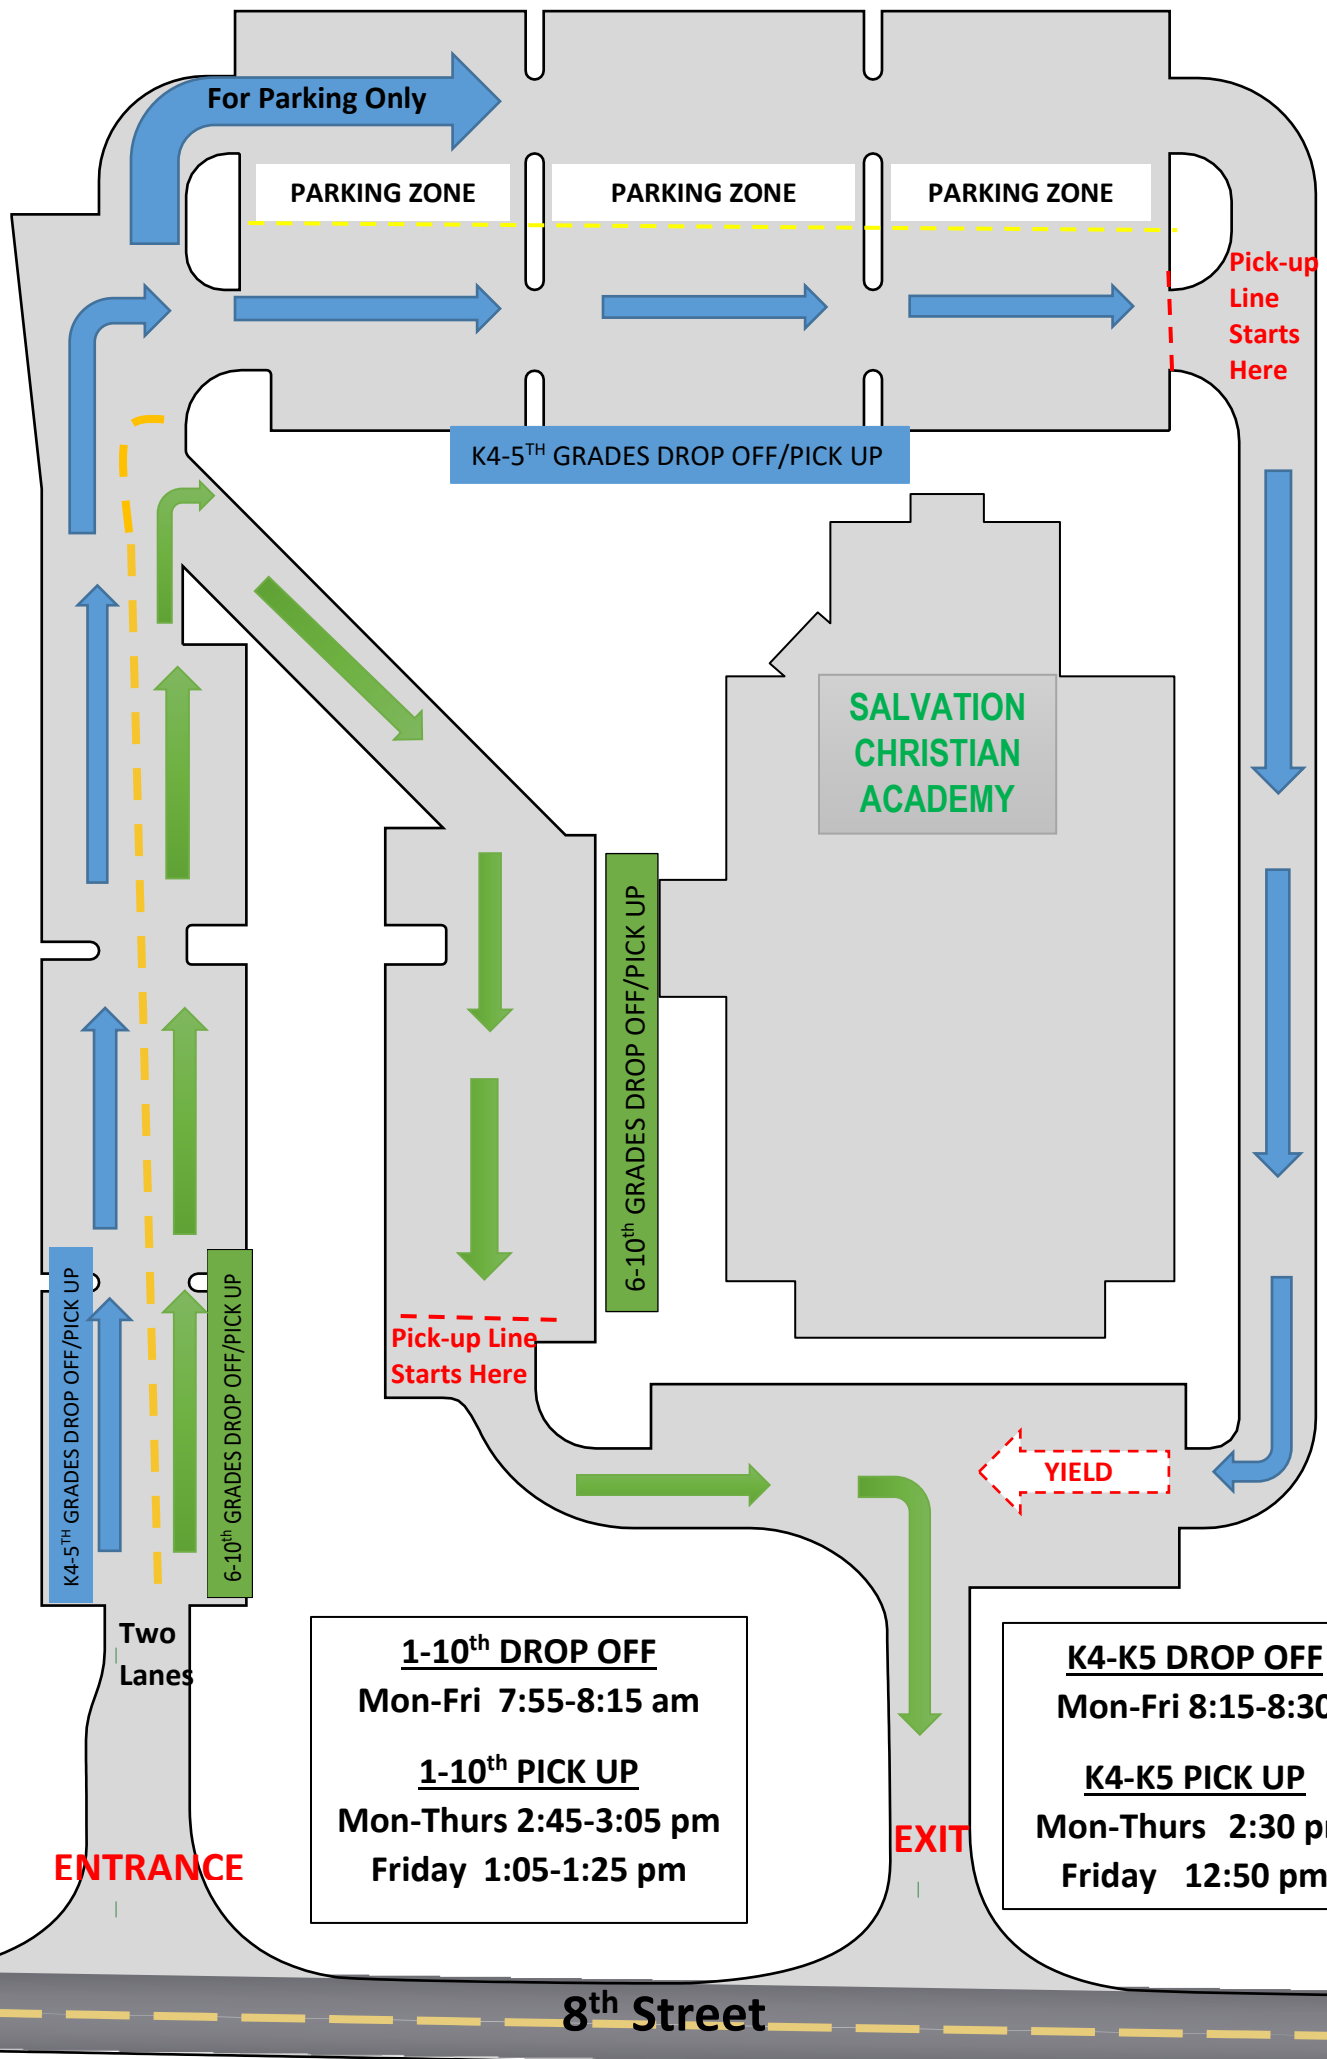 For Parking Only
PARKING ZONE
PARKING ZONE
PARKING ZONE
Pick-up
Line
Starts
Here
K4-5TH GRADES DROP OFF/PICK UP
SALVATION
CHRISTIAN
ACADEMY
6-10th GRADES DROP OFF/PICK UP
K4-5TH GRADES DROP OFF/PICK UP
6-10th GRADES DROP OFF/PICK UP
Pick-up Line
Starts Here
YIELD
Two
Lanes
1-10th DROP OFF
Mon-Fri 7:55-8:15 am
1-10th PICK UP
Mon-Thurs 2:45-3:05 pm
Friday 1:05-1:25 pm
K4-K5 DROP OFF
Mon-Fri 8:15-8:30
K4-K5 PICK UP
Mon-Thurs 2:30 p
Friday 12:50 pm
ENTRANCE
EXIT
8th Street